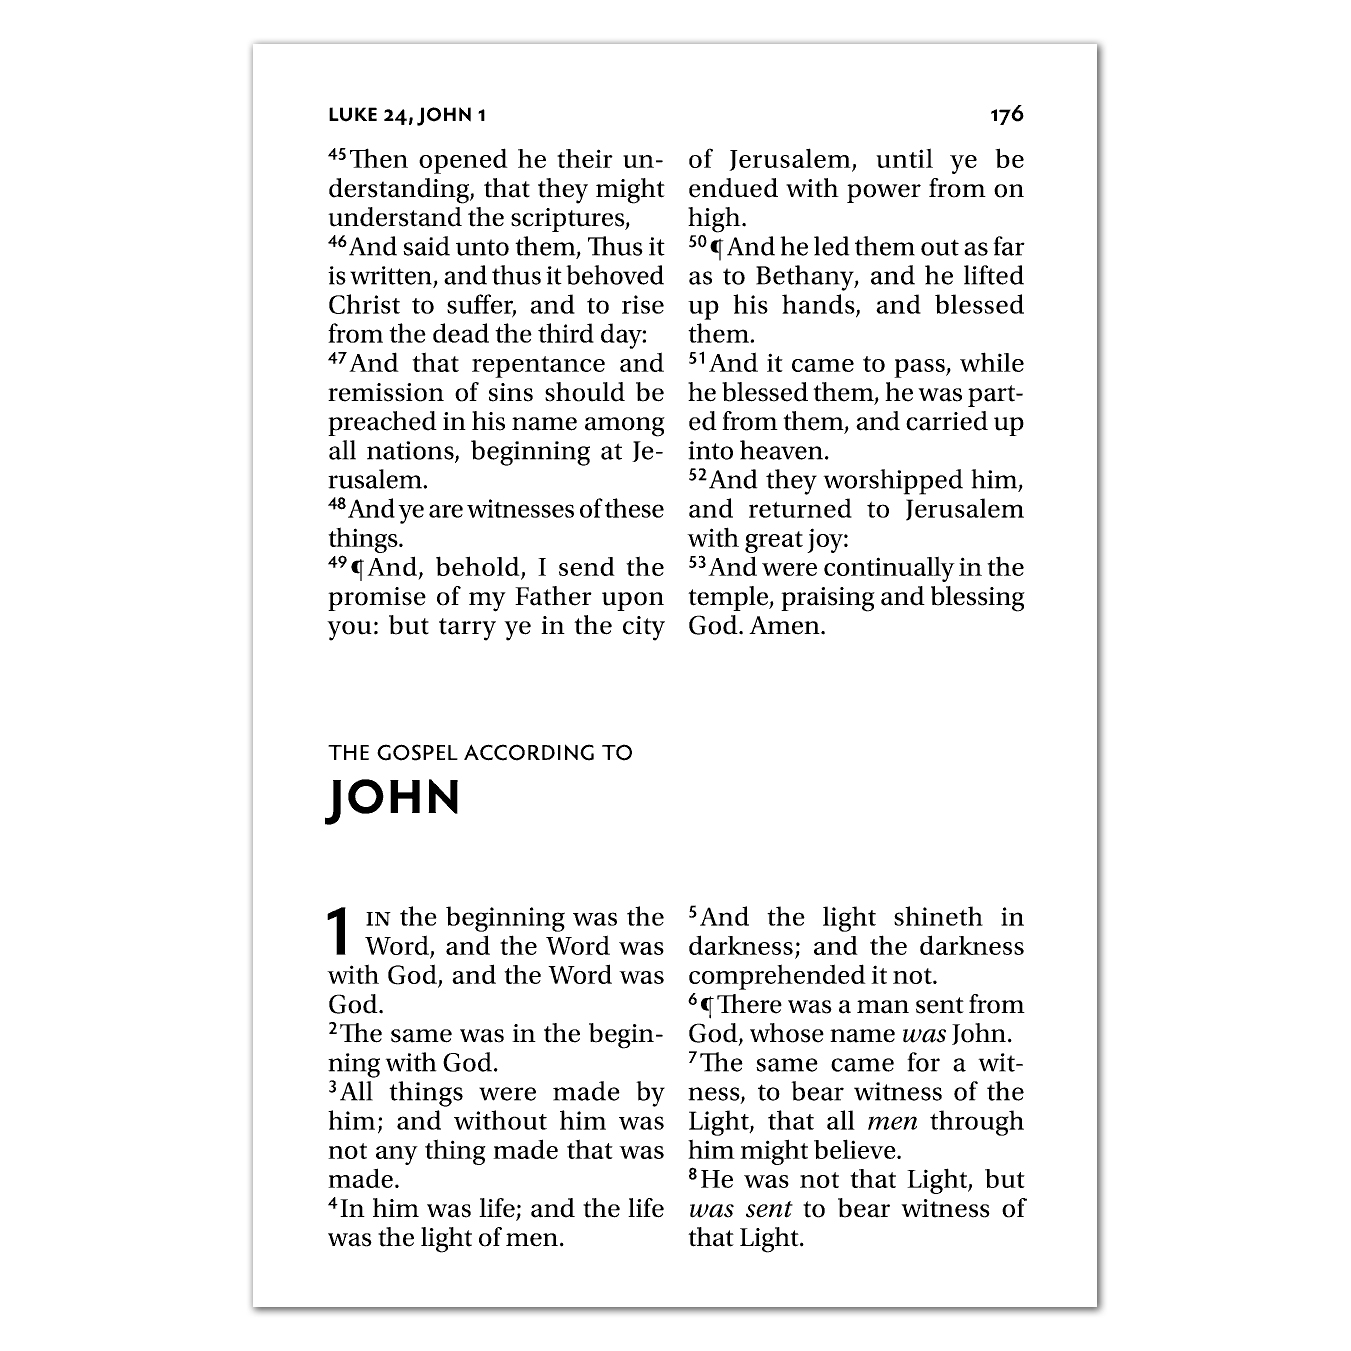 LUKE 24, JOHN 1
176
45 Then opened he their un-
derstanding, that they might
understand the scriptures,
46 And said unto them, Thus it
is written, and thus it behoved
Christ to suffer, and to rise
from the dead the third day:
47 And that repentance and
remission of sins should be
preached in his name among
all nations, beginning at Je-
rusalem.
48 And ye are witnesses of these
things.
49 ¶ And, behold, I send the
promise of my Father upon
you: but tarry ye in the city
of Jerusalem, until ye be
endued with power from on
high.
50 ¶ And he led them out as far
as to Bethany, and he lifted
up his hands, and blessed
them.
51 And it came to pass, while
he blessed them, he was part-
ed from them, and carried up
into heaven.
52 And they worshipped him,
and returned to Jerusalem
with great joy:
53 And were continually in the
temple, praising and blessing
God. Amen.
THE GOSPEL ACCORDING TO
JOHN
1 IN the beginning was the
Word, and the Word was
with God, and the Word was
God.
2 The same was in the begin-
ning with God.
3 All things were made by
him; and without him was
not any thing made that was
made.
4 In him was life; and the life
was the light of men.
5 And the light shineth in
darkness; and the darkness
comprehended it not.
6 ¶ There was a man sent from
God, whose name was John.
7 The same came for a wit-
ness, to bear witness of the
Light, that all men through
him might believe.
8 He was not that Light, but
was sent to bear witness of
that Light.